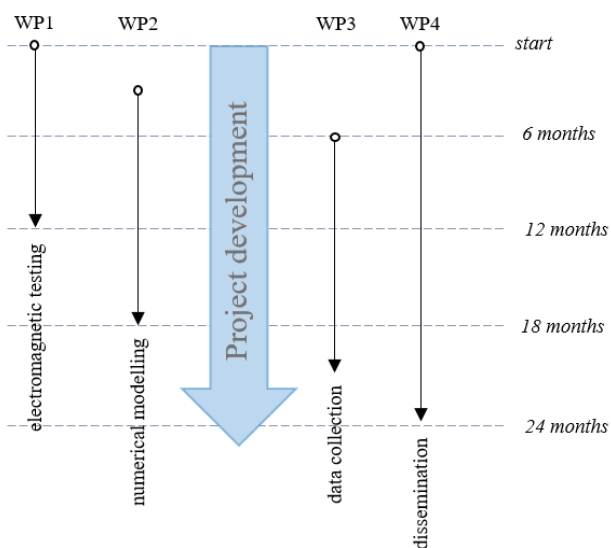 WP1
WP2
WP3
WP4
start
6 months
12 months
18 months
24 months
Project development
electromagnetic testing
numerical modelling
data collection
dissemination